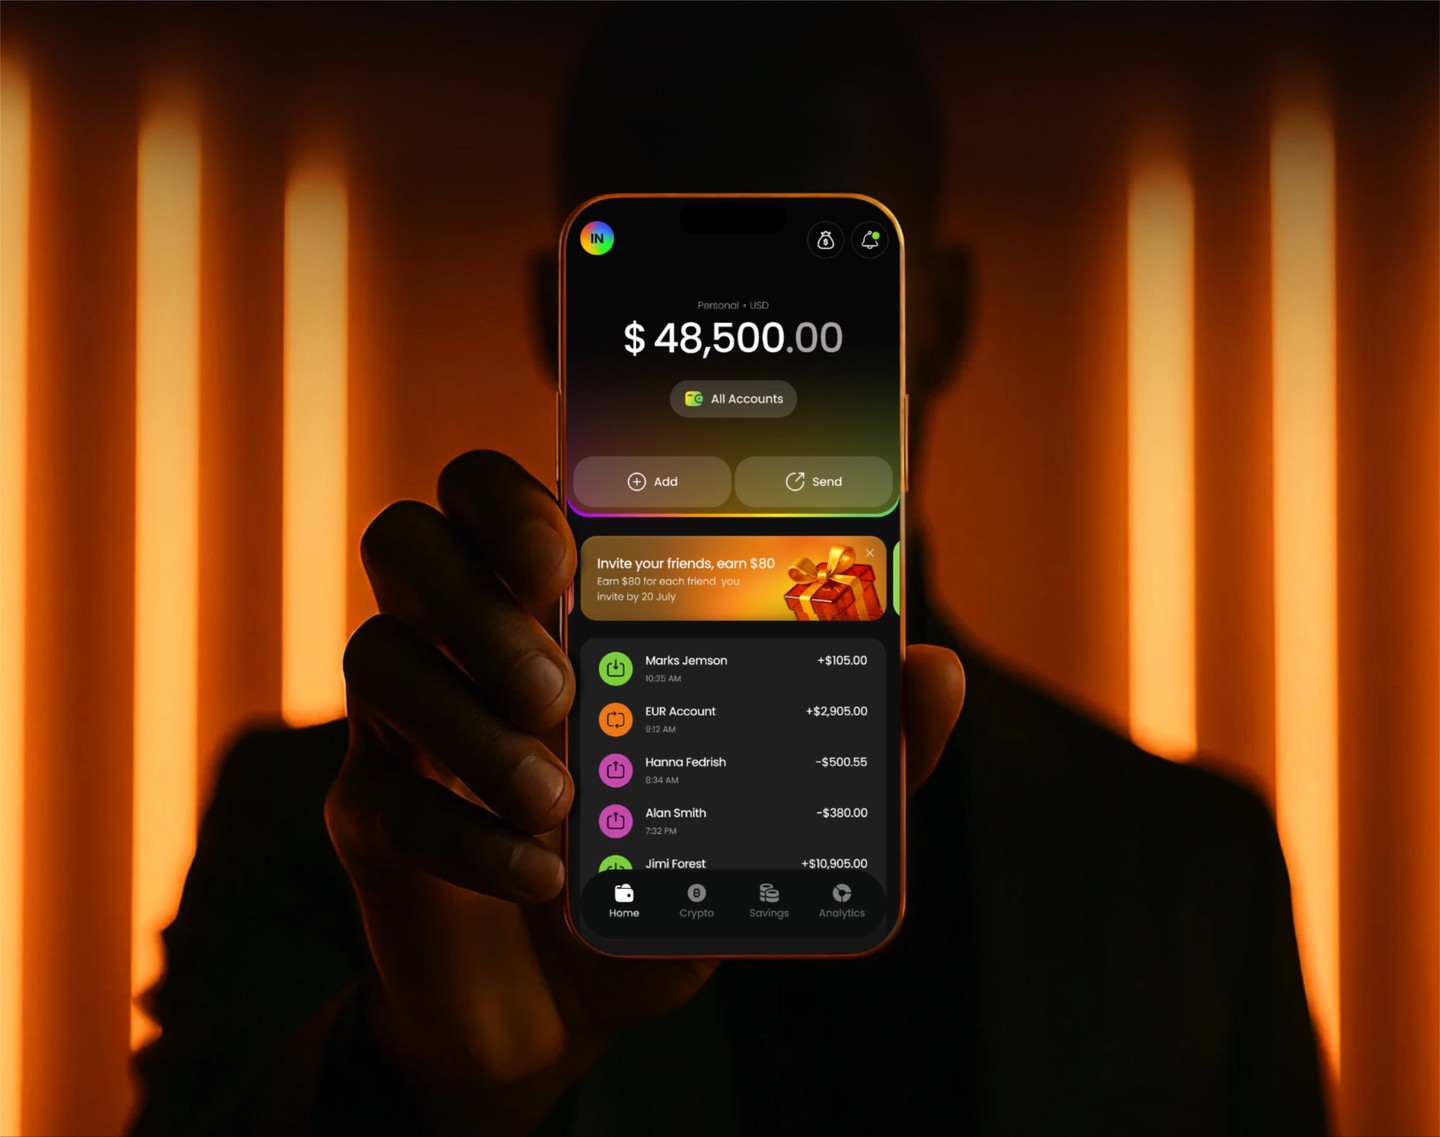 IN
Personal • USD
$ 48,500.00
All Accounts
Add
Send
Invite your friends, earn $80
Earn $80 for each friend you
invite by 20 July
Marks Jemson
+$105.00
10:35 AM
EUR Account
+$2,905.00
9:12 AM
Hanna Fedrish
-$500.55
8:34 AM
Alan Smith
-$380.00
7:32 PM
Jimi Forest
+$10,905.00
Home
Crypto
Savings
Analytics